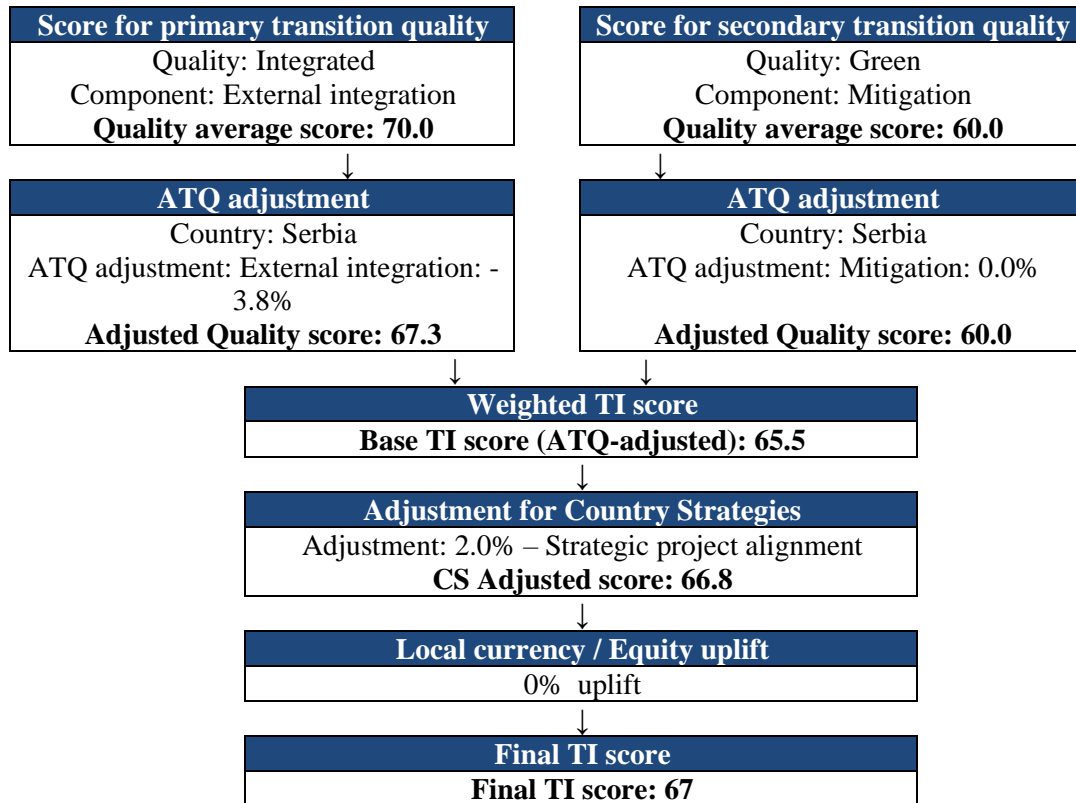 Score for primary transition quality
Quality: Integrated
Component: External integration
Quality average score: 70.0
Score for secondary transition quality
Quality: Green
Component: Mitigation
Quality average score: 60.0
↓
↓
ATQ adjustment
Country: Serbia
ATQ adjustment: External integration: -
3.8%
Adjusted Quality score: 67.3
ATQ adjustment
Country: Serbia
ATQ adjustment: Mitigation: 0.0%
Adjusted Quality score: 60.0
↓ ↓
Weighted TI score
Base TI score (ATQ-adjusted): 65.5
↓
Adjustment for Country Strategies
Adjustment: 2.0% – Strategic project alignment
CS Adjusted score: 66.8
↓
Local currency / Equity uplift
0% uplift
↓
Final TI score
Final TI score: 67